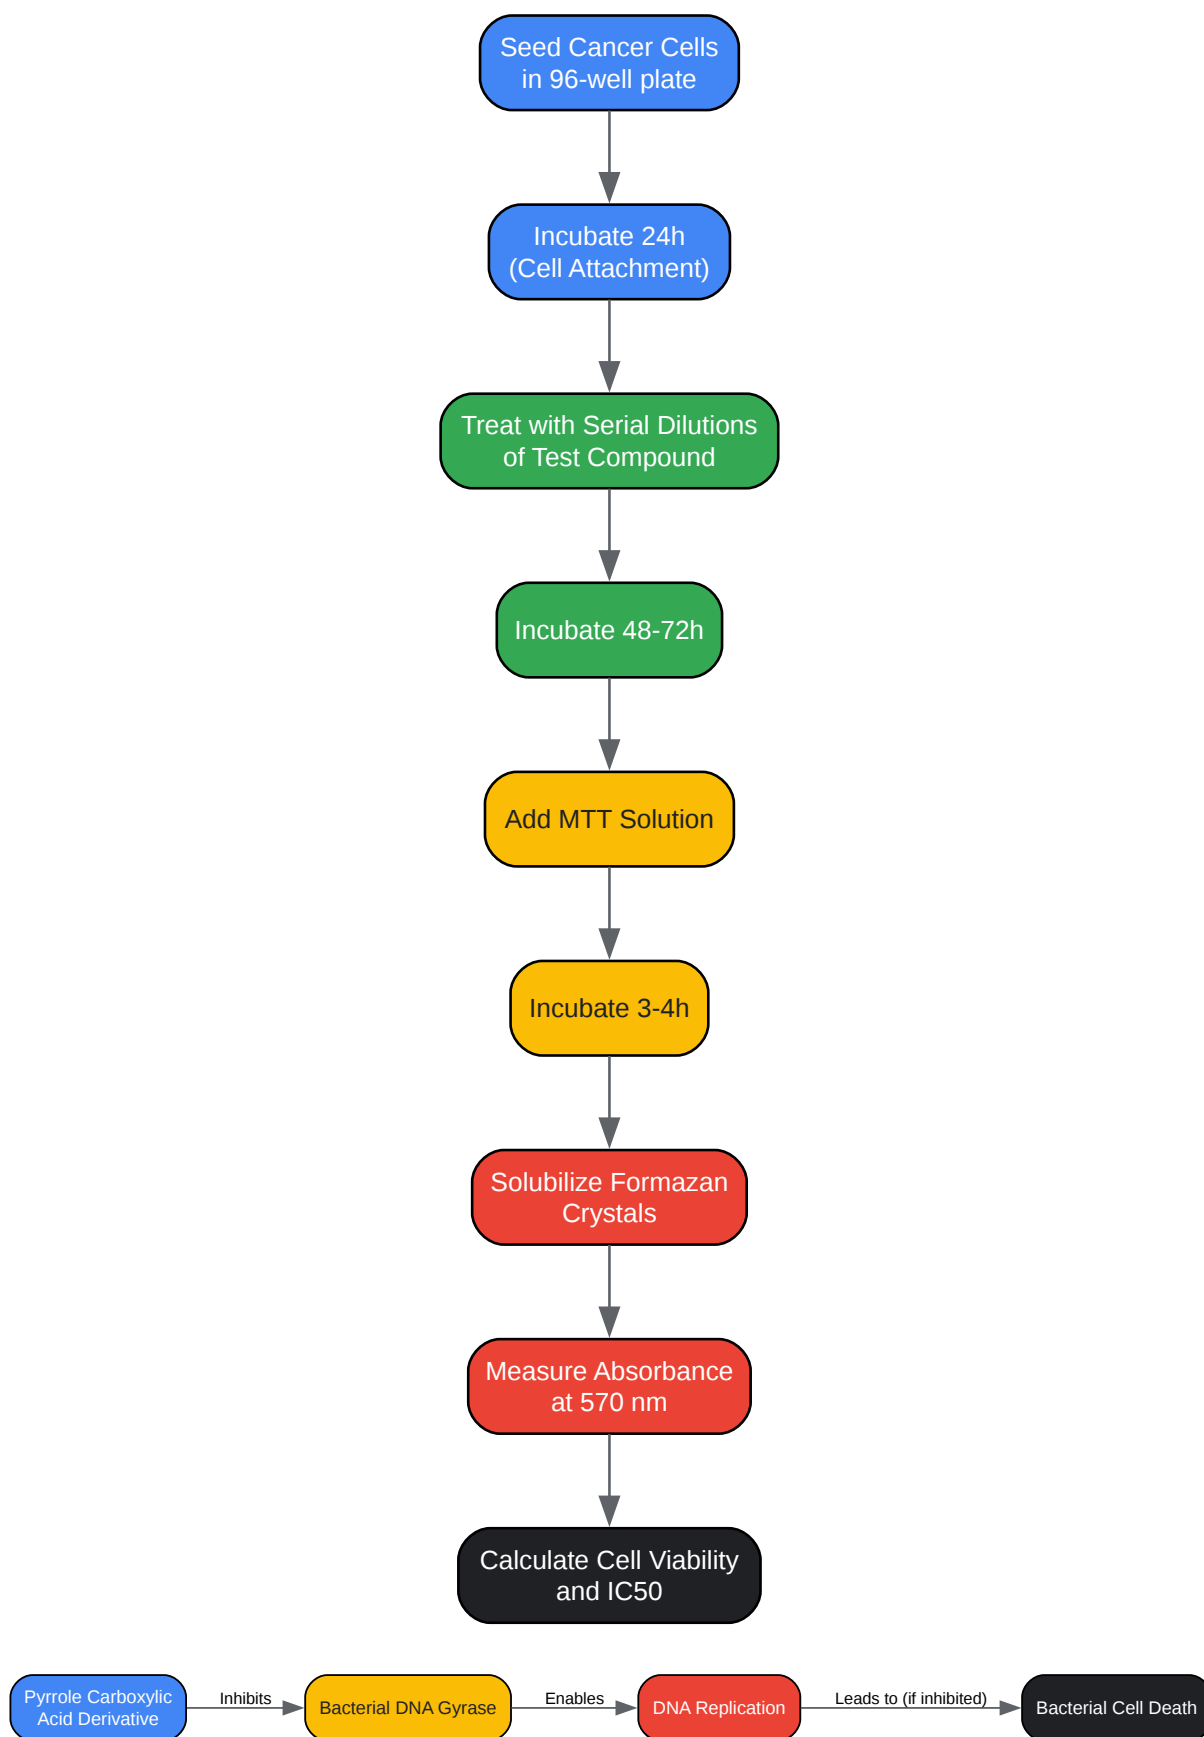 Seed Cancer Cells
in 96-well plate
Incubate 24h
(Cell Attachment)
Treat with Serial Dilutions
of Test Compound
Incubate 48-72h
Add MTT Solution
Incubate 3-4h
Solubilize Formazan
Crystals
Measure Absorbance
at 570 nm
Calculate Cell Viability
and IC50
Pyrrole Carboxylic
Acid Derivative
Inhibits
Bacterial DNA Gyrase
Enables
DNA Replication
Leads to (if inhibited)
Bacterial Cell Death